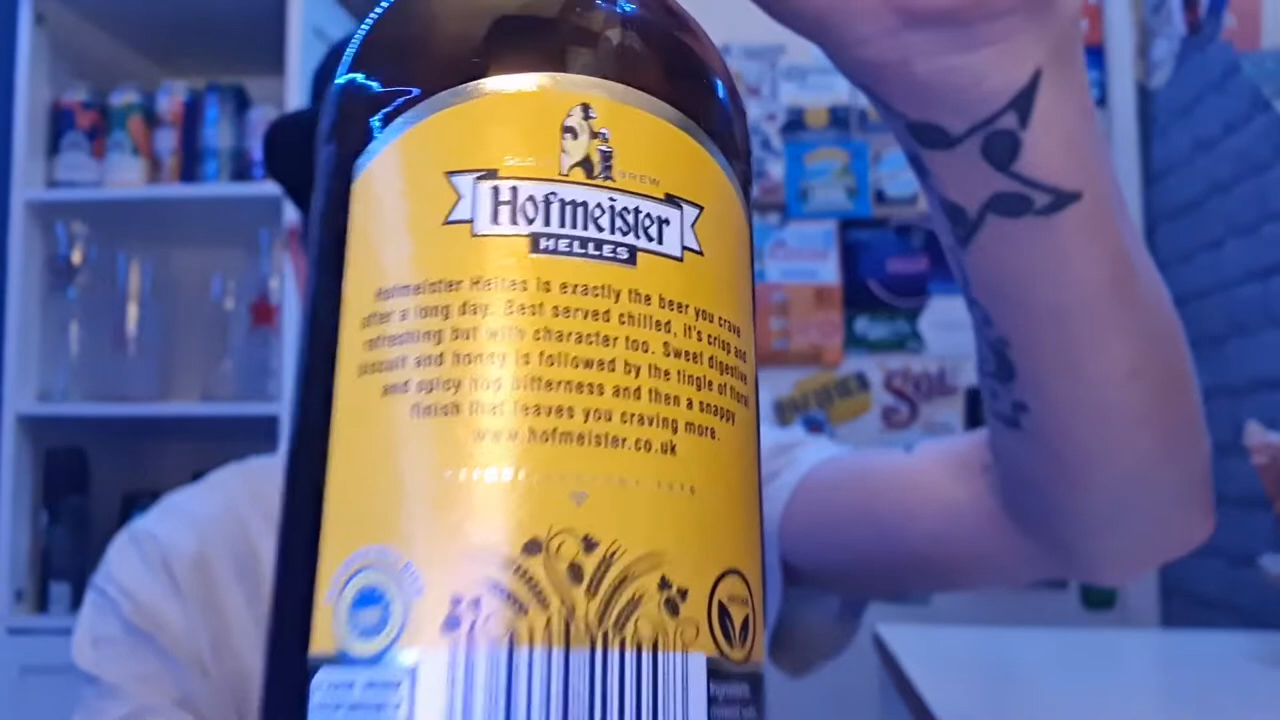 BREW
Hofmeister
HELLES
Hofmeister Helles is exactly the beer you crave
after a long day. Best served chilled, it's crisp and
refreshing but with character too. Sweet digestive
biscuit and honey is followed by the tingle of floral
and spicy hop bitterness and then a snappy
finish that leaves you craving more.
www.hofmeister.co.uk
SOL